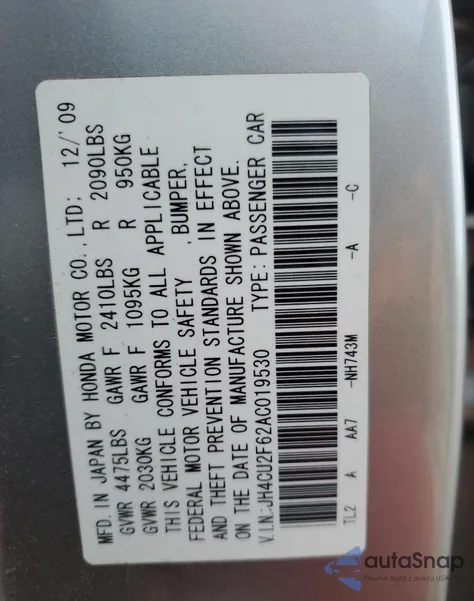 MFD. IN JAPAN BY HONDA MOTOR CO., LTD: 12/'09
GVWR 4475LBS GAWR F 2410LBS R 2090LBS
GVWR 2030KG GAWR F 1095KG R 950KG
THIS VEHICLE CONFORMS TO ALL APPLICABLE
FEDERAL MOTOR VEHICLE SAFETY , BUMPER,
AND THEFT PREVENTION STANDARDS IN EFFECT
ON THE DATE OF MANUFACTURE SHOWN ABOVE.
V.I.N:JH4CU2F62AC019530 TYPE: PASSENGER CAR
TL2 A AA7 -NH743M -A -C
autaSnap